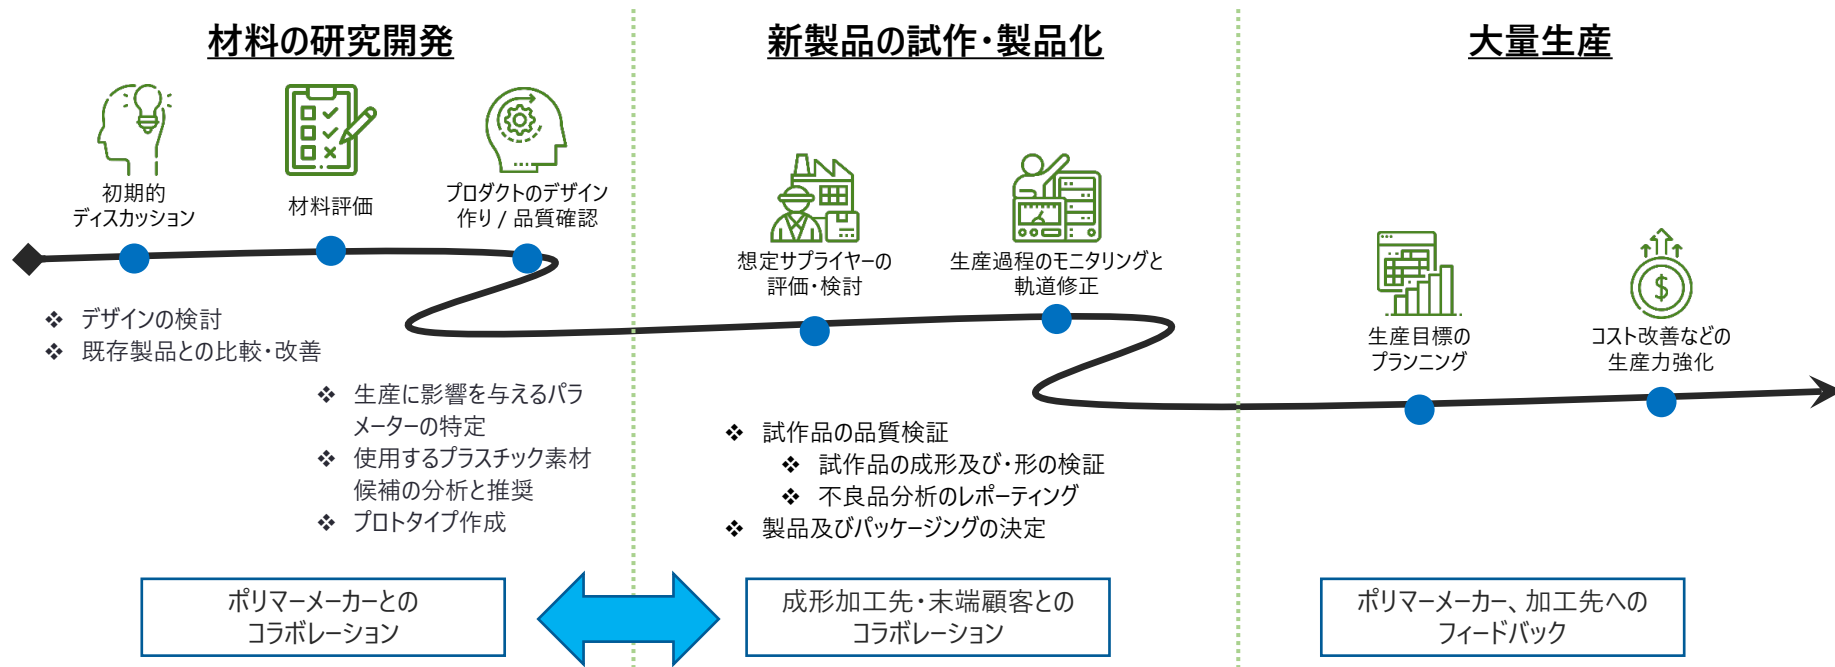 材料の研究開発
初期的
ディスカッション
材料評価
プロダクトのデザイン
作り / 品質確認
❖ デザインの検討
❖ 既存製品との比較・改善
❖ 生産に影響を与えるパラ
メーターの特定
❖ 使用するプラスチック素材
候補の分析と推奨
❖ プロトタイプ作成
ポリマーメーカーとの
コラボレーション
新製品の試作・製品化
想定サプライヤーの
評価・検討
生産過程のモニタリングと
軌道修正
❖ 試作品の品質検証
❖ 試作品の成形及び・形の検証
❖ 不良品分析のレポーティング
❖ 製品及びパッケージングの決定
成形加工先・末端顧客との
コラボレーション
大量生産
生産目標の
プランニング
$
コスト改善などの
生産力強化
ポリマーメーカー、加工先への
フィードバック